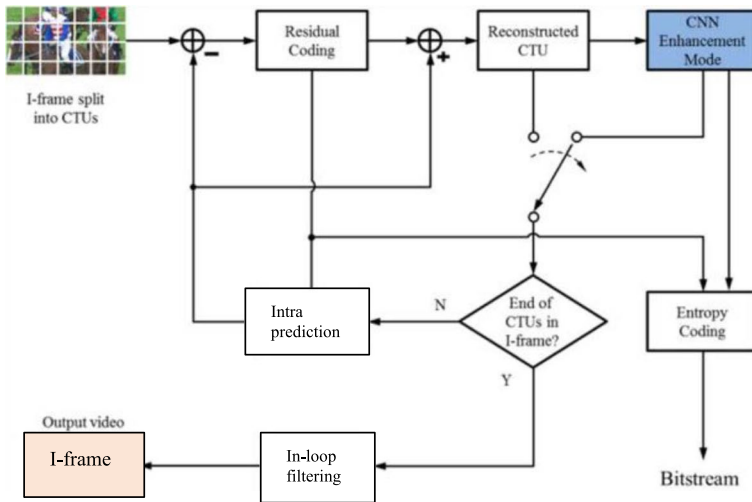 I-frame split
into CTUs
−
Residual
Coding
+
Reconstructed
CTU
CNN
Enhancement
Mode
Intra
prediction
N
End of
CTUs in
I-frame?
Y
Entropy
Coding
Output video
I-frame
In-loop
filtering
Bitstream